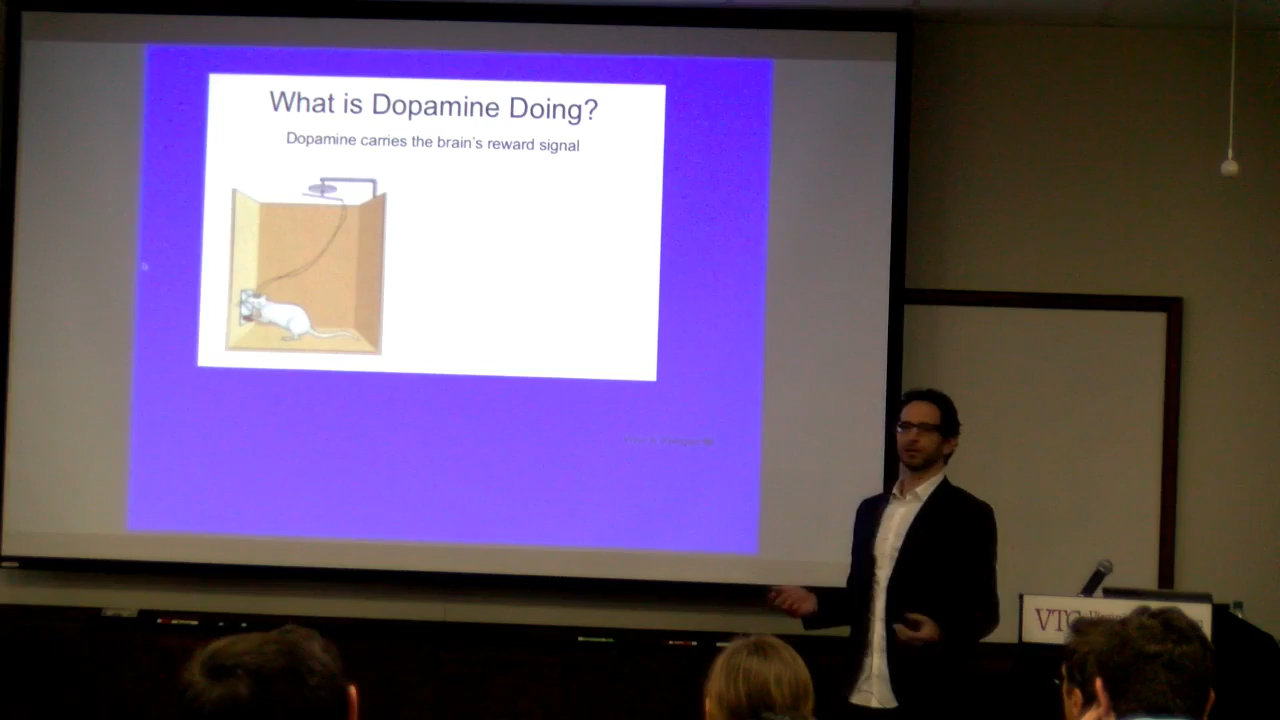 What is Dopamine Doing?
Dopamine carries the brain's reward signal
VTC